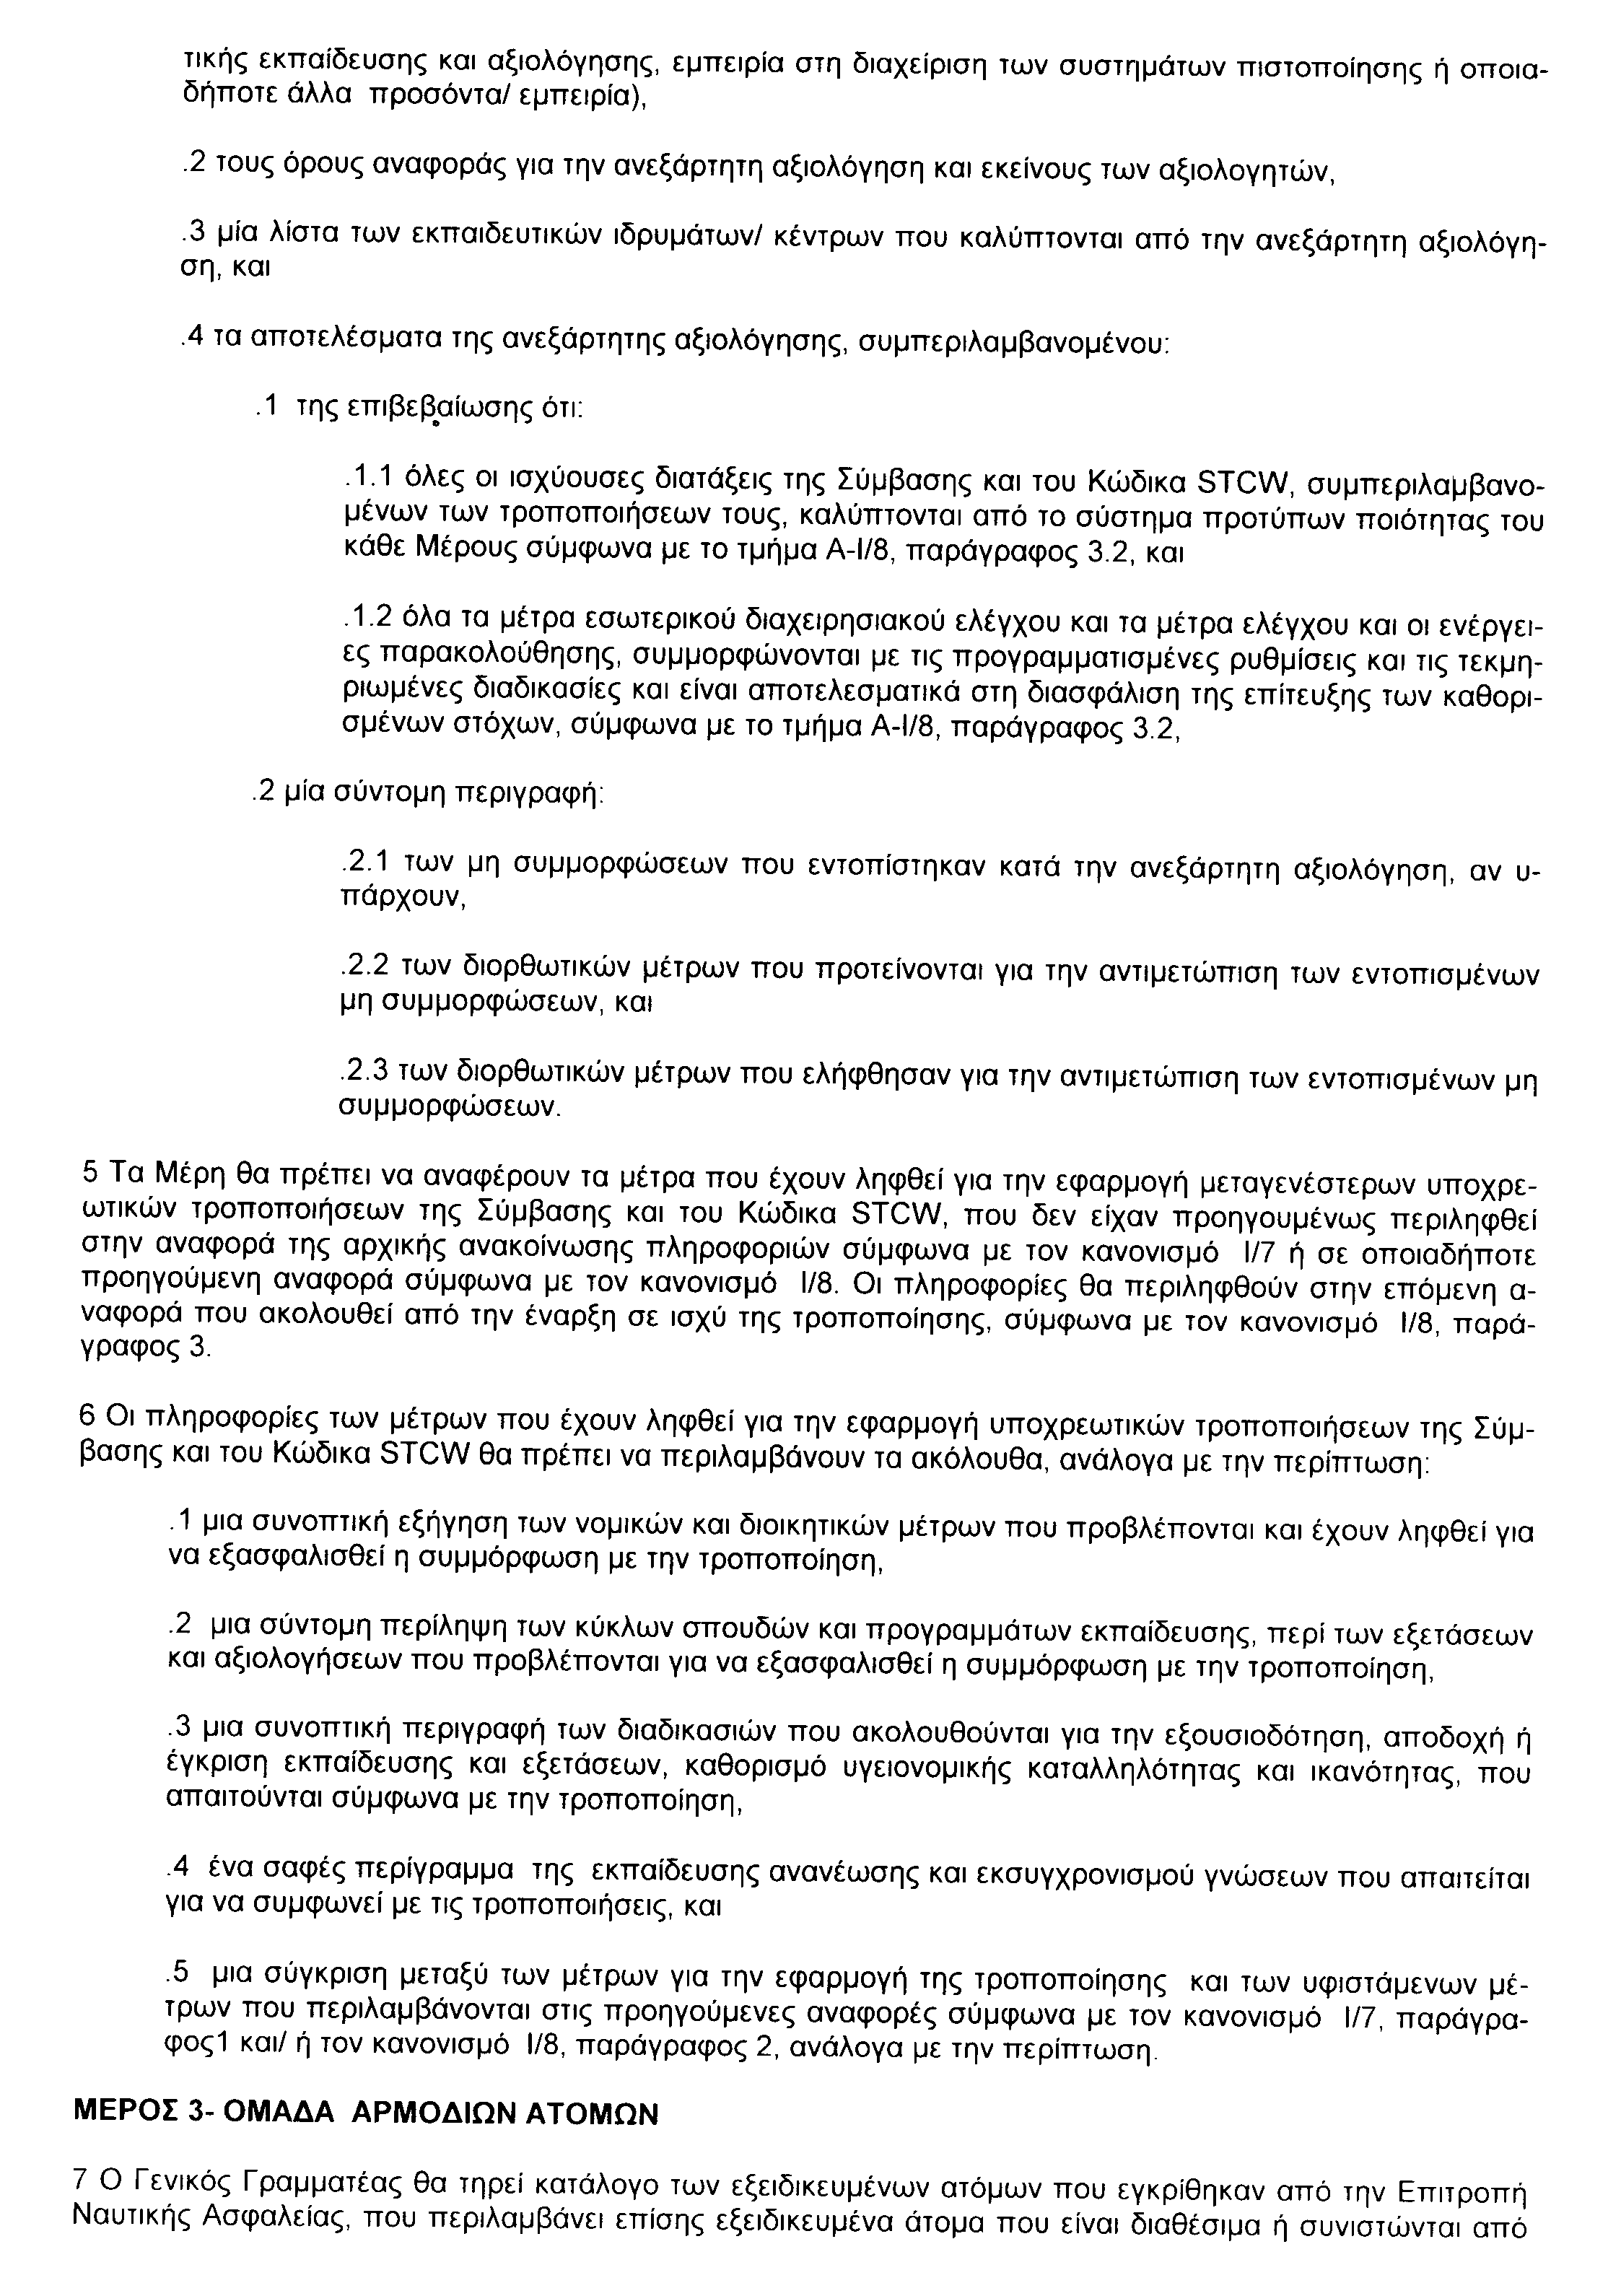 τικής εκπαίδευσης και αξιολόγησης, εμπειρία στη διαχείριση των συστημάτων πιστοποίησης ή οποια-
δήποτε άλλα προσόντα/ εμπειρία),
.2 τους όρους αναφοράς για την ανεξάρτητη αξιολόγηση και εκείνους των αξιολογητών,
.3 μία λίστα των εκπαιδευτικών ιδρυμάτων/ κέντρων που καλύπτονται από την ανεξάρτητη αξιολόγη-
ση, και
.4 τα αποτελέσματα της ανεξάρτητης αξιολόγησης, συμπεριλαμβανομένου:
.1 της επιβεβαίωσης ότι:
.1.1 όλες οι ισχύουσες διατάξεις της Σύμβασης και του Κώδικα STCW, συμπεριλαμβανο-
μένων των τροποποιήσεων τους, καλύπτονται από το σύστημα προτύπων ποιότητας του
κάθε Μέρους σύμφωνα με το τμήμα A-I/8, παράγραφος 3.2, και
.1.2 όλα τα μέτρα εσωτερικού διαχειρησιακού ελέγχου και τα μέτρα ελέγχου και οι ενέργει-
ες παρακολούθησης, συμμορφώνονται με τις προγραμματισμένες ρυθμίσεις και τις τεκμη-
ριωμένες διαδικασίες και είναι αποτελεσματικά στη διασφάλιση της επίτευξης των καθορι-
σμένων στόχων, σύμφωνα με το τμήμα A-I/8, παράγραφος 3.2,
.2 μία σύντομη περιγραφή:
.2.1 των μη συμμορφώσεων που εντοπίστηκαν κατά την ανεξάρτητη αξιολόγηση, αν υ-
πάρχουν,
.2.2 των διορθωτικών μέτρων που προτείνονται για την αντιμετώπιση των εντοπισμένων
μη συμμορφώσεων, και
.2.3 των διορθωτικών μέτρων που ελήφθησαν για την αντιμετώπιση των εντοπισμένων μη
συμμορφώσεων.
5 Τα Μέρη θα πρέπει να αναφέρουν τα μέτρα που έχουν ληφθεί για την εφαρμογή μεταγενέστερων υποχρε-
ωτικών τροποποιήσεων της Σύμβασης και του Κώδικα STCW, που δεν είχαν προηγουμένως περιληφθεί
στην αναφορά της αρχικής ανακοίνωσης πληροφοριών σύμφωνα με τον κανονισμό I/7 ή σε οποιαδήποτε
προηγούμενη αναφορά σύμφωνα με τον κανονισμό I/8. Οι πληροφορίες θα περιληφθούν στην επόμενη α-
ναφορά που ακολουθεί από την έναρξη σε ισχύ της τροποποίησης, σύμφωνα με τον κανονισμό I/8, παρά-
γραφος 3.
6 Οι πληροφορίες των μέτρων που έχουν ληφθεί για την εφαρμογή υποχρεωτικών τροποποιήσεων της Σύμ-
βασης και του Κώδικα STCW θα πρέπει να περιλαμβάνουν τα ακόλουθα, ανάλογα με την περίπτωση:
.1 μια συνοπτική εξήγηση των νομικών και διοικητικών μέτρων που προβλέπονται και έχουν ληφθεί για
να εξασφαλισθεί η συμμόρφωση με την τροποποίηση,
.2 μια σύντομη περίληψη των κύκλων σπουδών και προγραμμάτων εκπαίδευσης, περί των εξετάσεων
και αξιολογήσεων που προβλέπονται για να εξασφαλισθεί η συμμόρφωση με την τροποποίηση,
.3 μια συνοπτική περιγραφή των διαδικασιών που ακολουθούνται για την εξουσιοδότηση, αποδοχή ή
έγκριση εκπαίδευσης και εξετάσεων, καθορισμό υγειονομικής καταλληλότητας και ικανότητας, που
απαιτούνται σύμφωνα με την τροποποίηση,
.4 ένα σαφές περίγραμμα της εκπαίδευσης ανανέωσης και εκσυγχρονισμού γνώσεων που απαιτείται
για να συμφωνεί με τις τροποποιήσεις, και
.5 μια σύγκριση μεταξύ των μέτρων για την εφαρμογή της τροποποίησης και των υφιστάμενων μέ-
τρων που περιλαμβάνονται στις προηγούμενες αναφορές σύμφωνα με τον κανονισμό I/7, παράγρα-
φος1 και/ ή τον κανονισμό I/8, παράγραφος 2, ανάλογα με την περίπτωση.
ΜΕΡΟΣ 3- ΟΜΑΔΑ ΑΡΜΟΔΙΩΝ ΑΤΟΜΩΝ
7 Ο Γενικός Γραμματέας θα τηρεί κατάλογο των εξειδικευμένων ατόμων που εγκρίθηκαν από την Επιτροπή
Ναυτικής Ασφαλείας, που περιλαμβάνει επίσης εξειδικευμένα άτομα που είναι διαθέσιμα ή συνιστώνται από